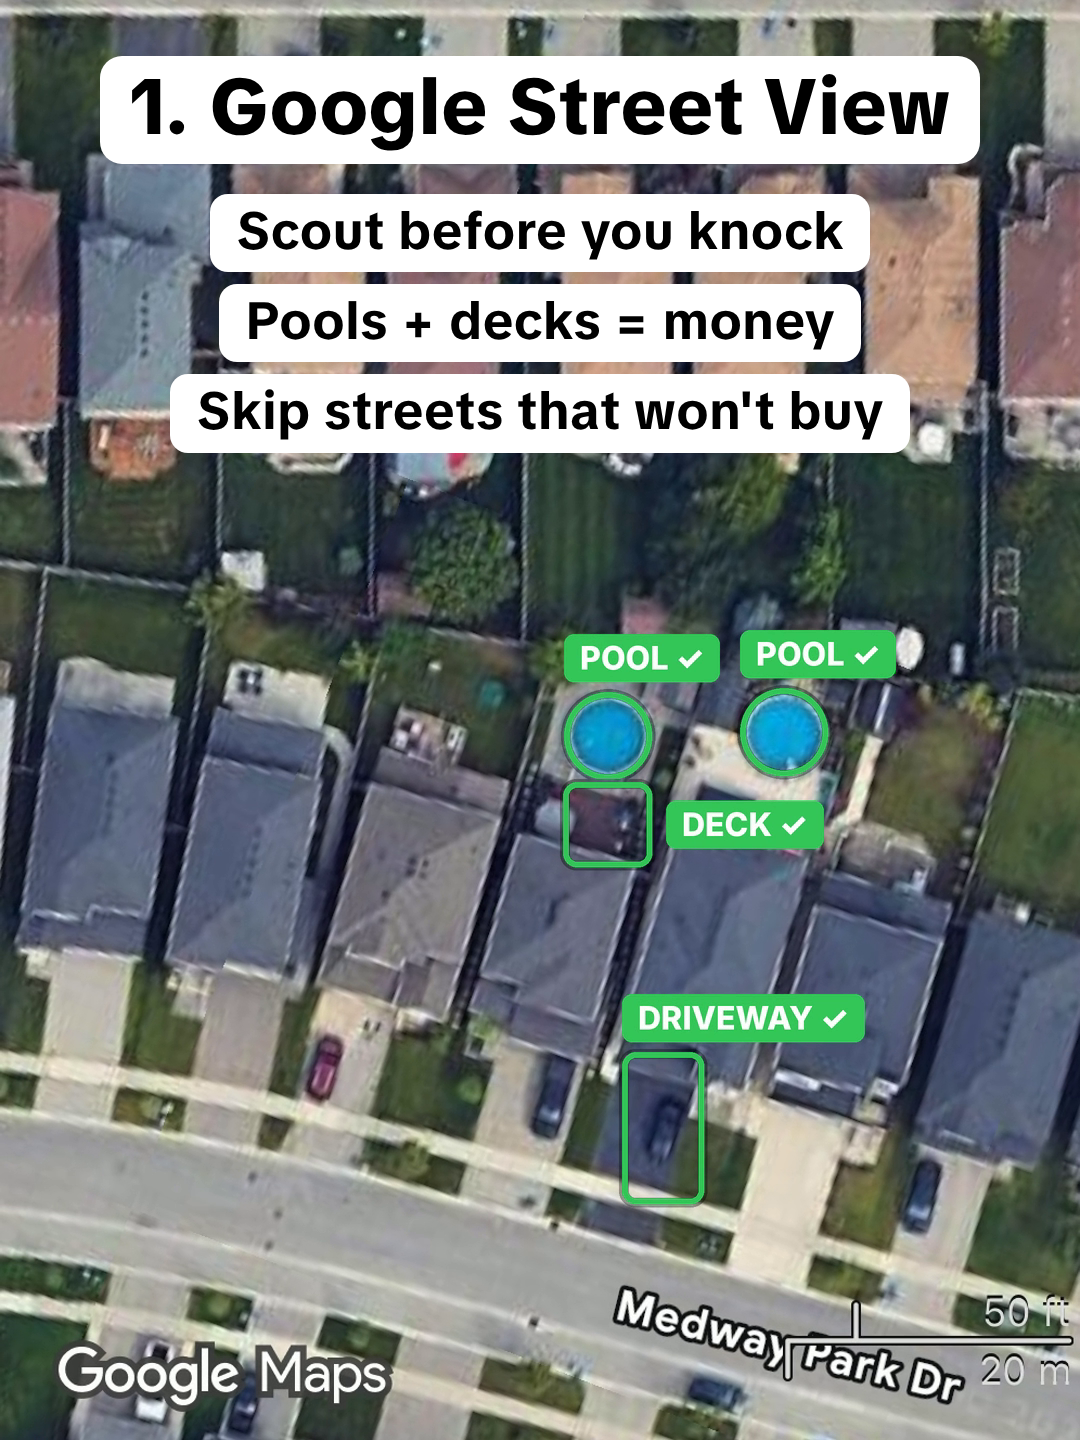 1. Google Street View
Scout before you knock
Pools + decks = money
Skip streets that won't buy
POOL ✓
POOL ✓
DECK ✓
DRIVEWAY ✓
Medway Park Dr
50 ft
20 m
Google Maps